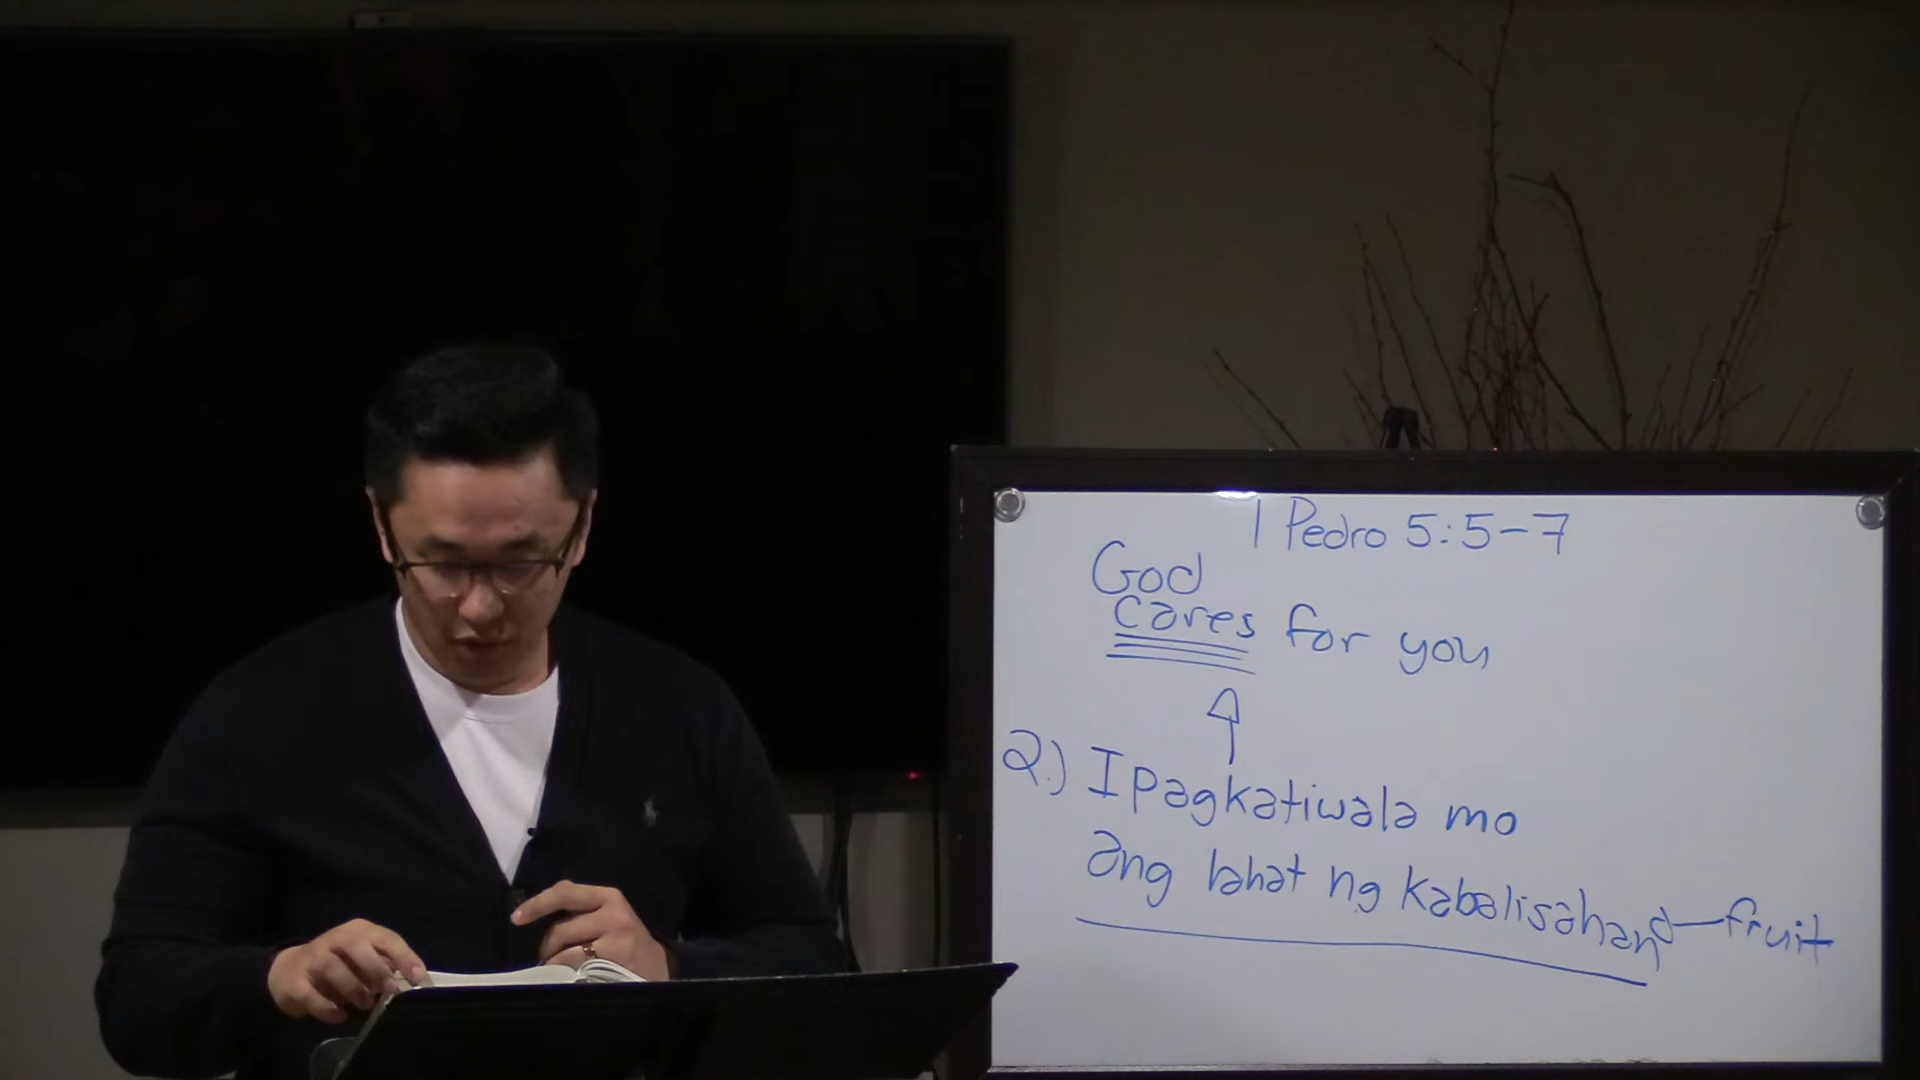 1 Pedro 5:5-7
God
cares for you
2.) Ipagkatiwala mo
ang lahat ng kabalisahan - fruit